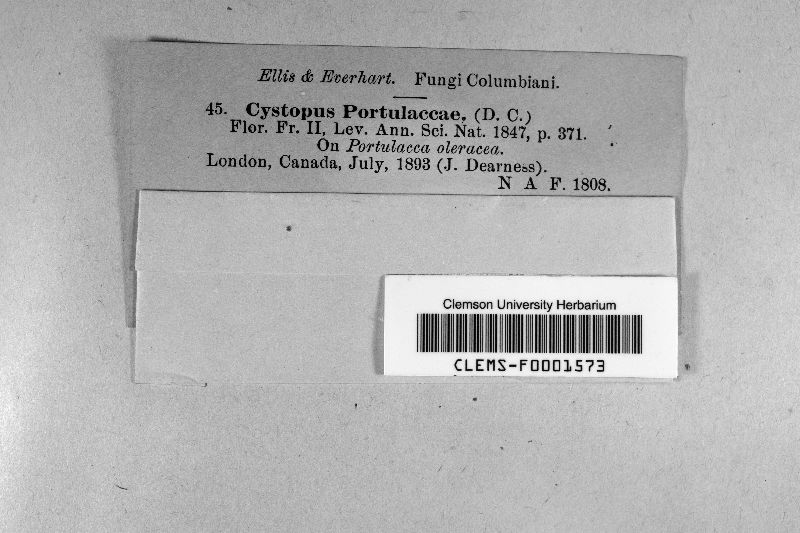 Ellis & Everhart. Fungi Columbiani.
45. Cystopus Portulaccae, (D. C.)
Flor. Fr. II, Lev. Ann. Sci. Nat. 1847, p. 371.
On Portulacca oleracea.
London, Canada, July, 1893 (J. Dearness).
N A F. 1808.
Clemson University Herbarium
CLEMS-F0001573